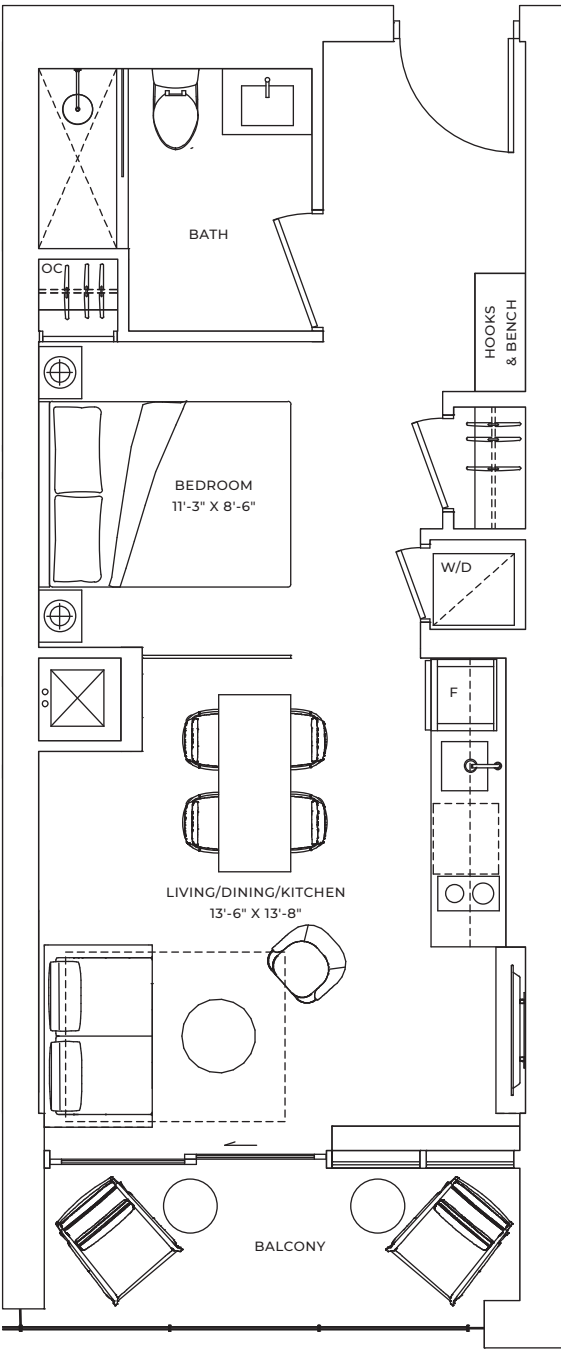 BATH
OC
HOOKS
& BENCH
BEDROOM
11'-3" X 8'-6"
W/D
F
LIVING/DINING/KITCHEN
13'-6" X 13'-8"
BALCONY